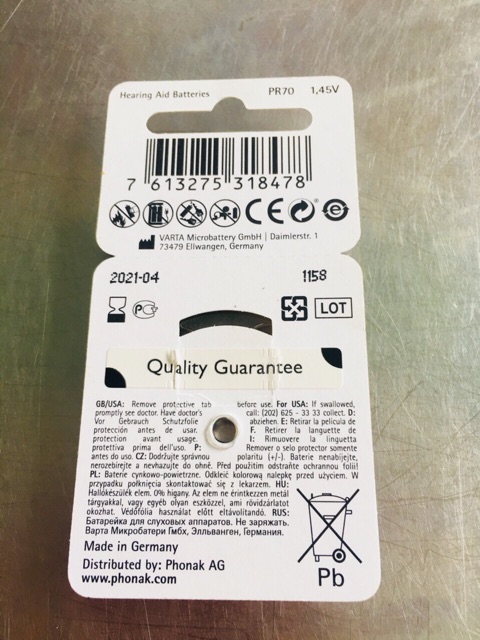 Hearing Aid Batteries PR70 1,45V
7 613275 318478
CE
VARTA Microbattery GmbH | Daimlerstr. 1
73479 Ellwangen, Germany
2021-04 1158
LOT
Quality Guarantee
GB/USA: Remove protective tab before use. For USA: If swallowed,
promptly see doctor. Have doctor's call: (202) 625 - 33 33 collect. D:
Vor Gebrauch Schutzfolie abziehen. E: Retirar la película de
protección antes de usar. F. Retirer la languette de
protection avant usage. I: Rimuovere la linguetta
prima dell'uso. P: Remover o selo protector somente
antes do uso. CZ: Dodržujte správnou polaritu (+/-). Baterie nenabíjejte,
nerozebírejte a nevhazujte do ohně. Před použitím odstraňte ochrannou folii!
PL: Baterie cynkowo-powietrzne. Odkleić kolorową nalepkę przed użyciem. W
przypadku połknięcia skontaktować się z lekarzem. HU:
Hallókészülék elem. 0% higany. Az elem ne érintkezzen metál
tárgyakkal, vagy egyéb olyan eszközzel, ami rövidzárlatot
okozhat. Védőfólia használat előtt eltávolítandó. RUS:
Батарейка для слуховых аппаратов. Не заряжать.
Варта Микробатери Гмбх, Элльванген, Германия.
Made in Germany
Distributed by: Phonak AG
www.phonak.com
Pb